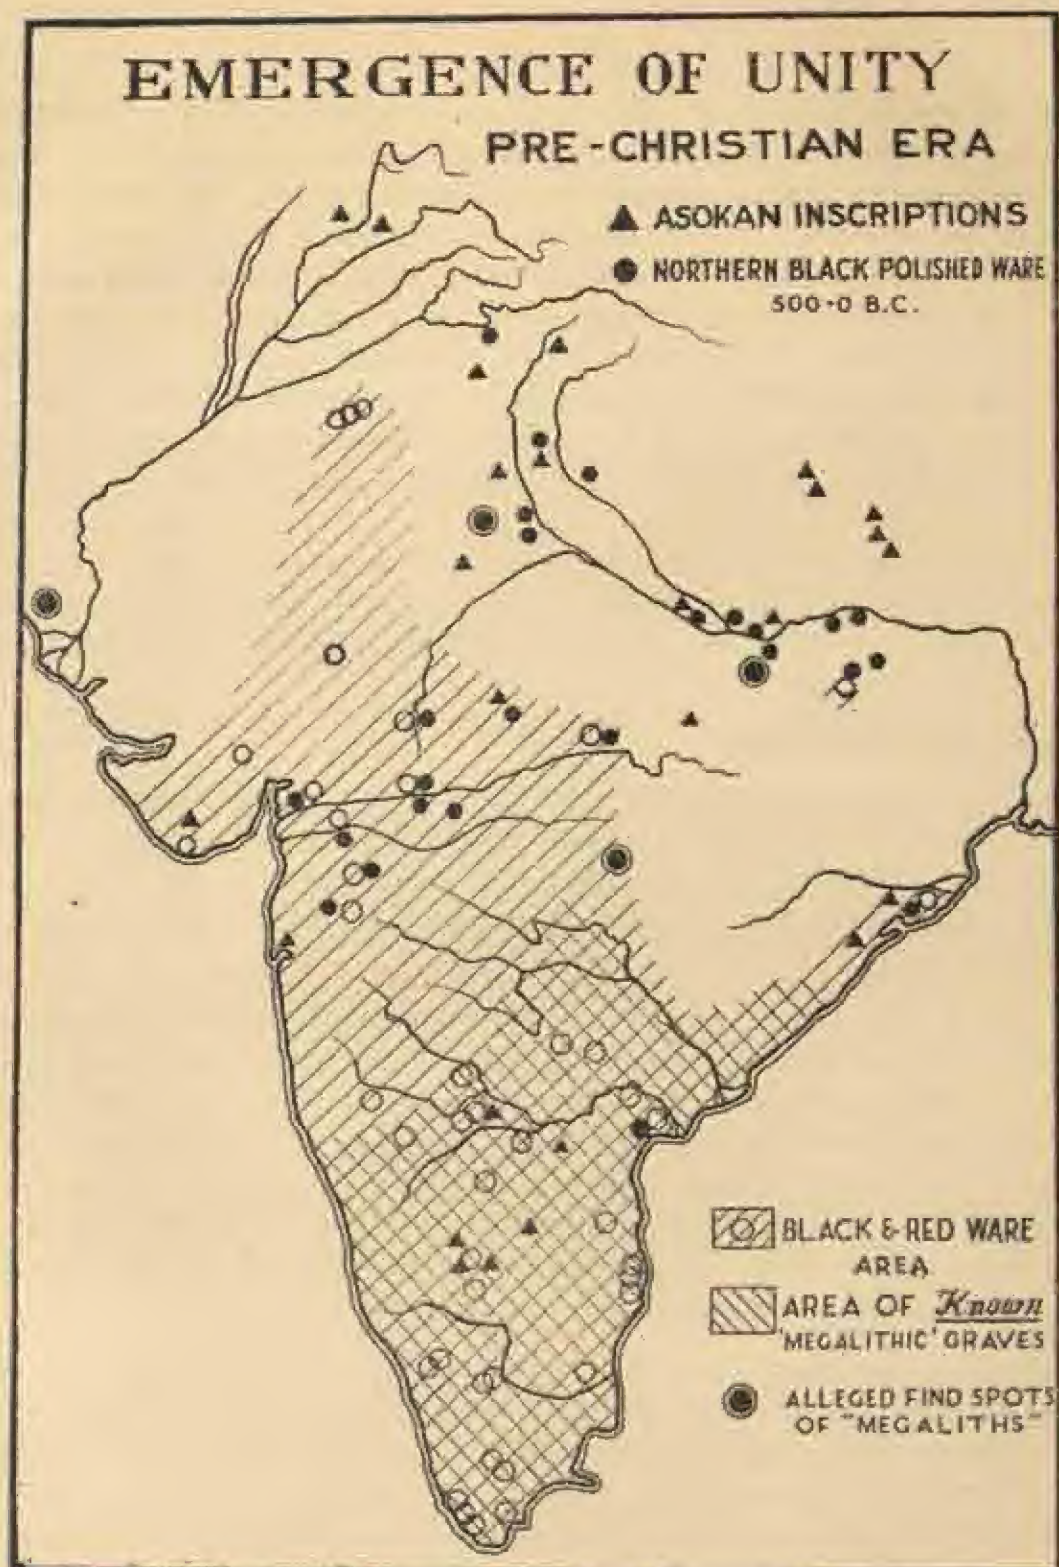 EMERGENCE OF UNITY
PRE-CHRISTIAN ERA
ASOKAN INSCRIPTIONS
NORTHERN BLACK POLISHED WARE
500-0 B.C.
BLACK & RED WARE
AREA
AREA OF Known
'MEGALITHIC' GRAVES
ALLEGED FIND SPOTS
OF "MEGALITHS"